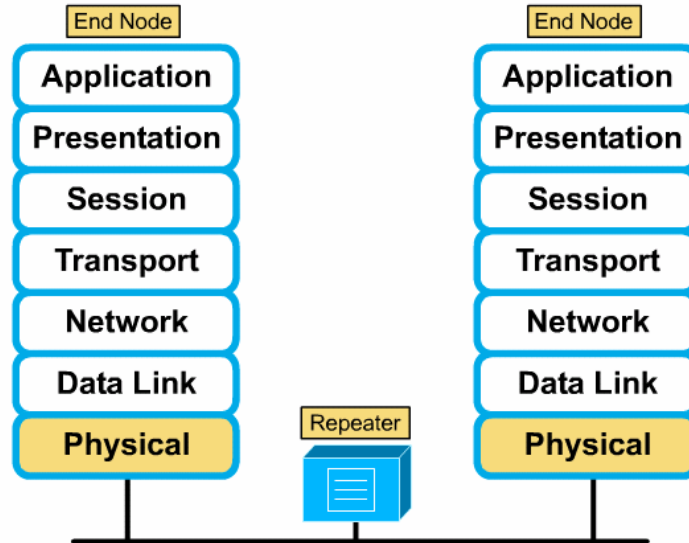 End Node
Application
Presentation
Session
Transport
Network
Data Link
Physical
Repeater
End Node
Application
Presentation
Session
Transport
Network
Data Link
Physical